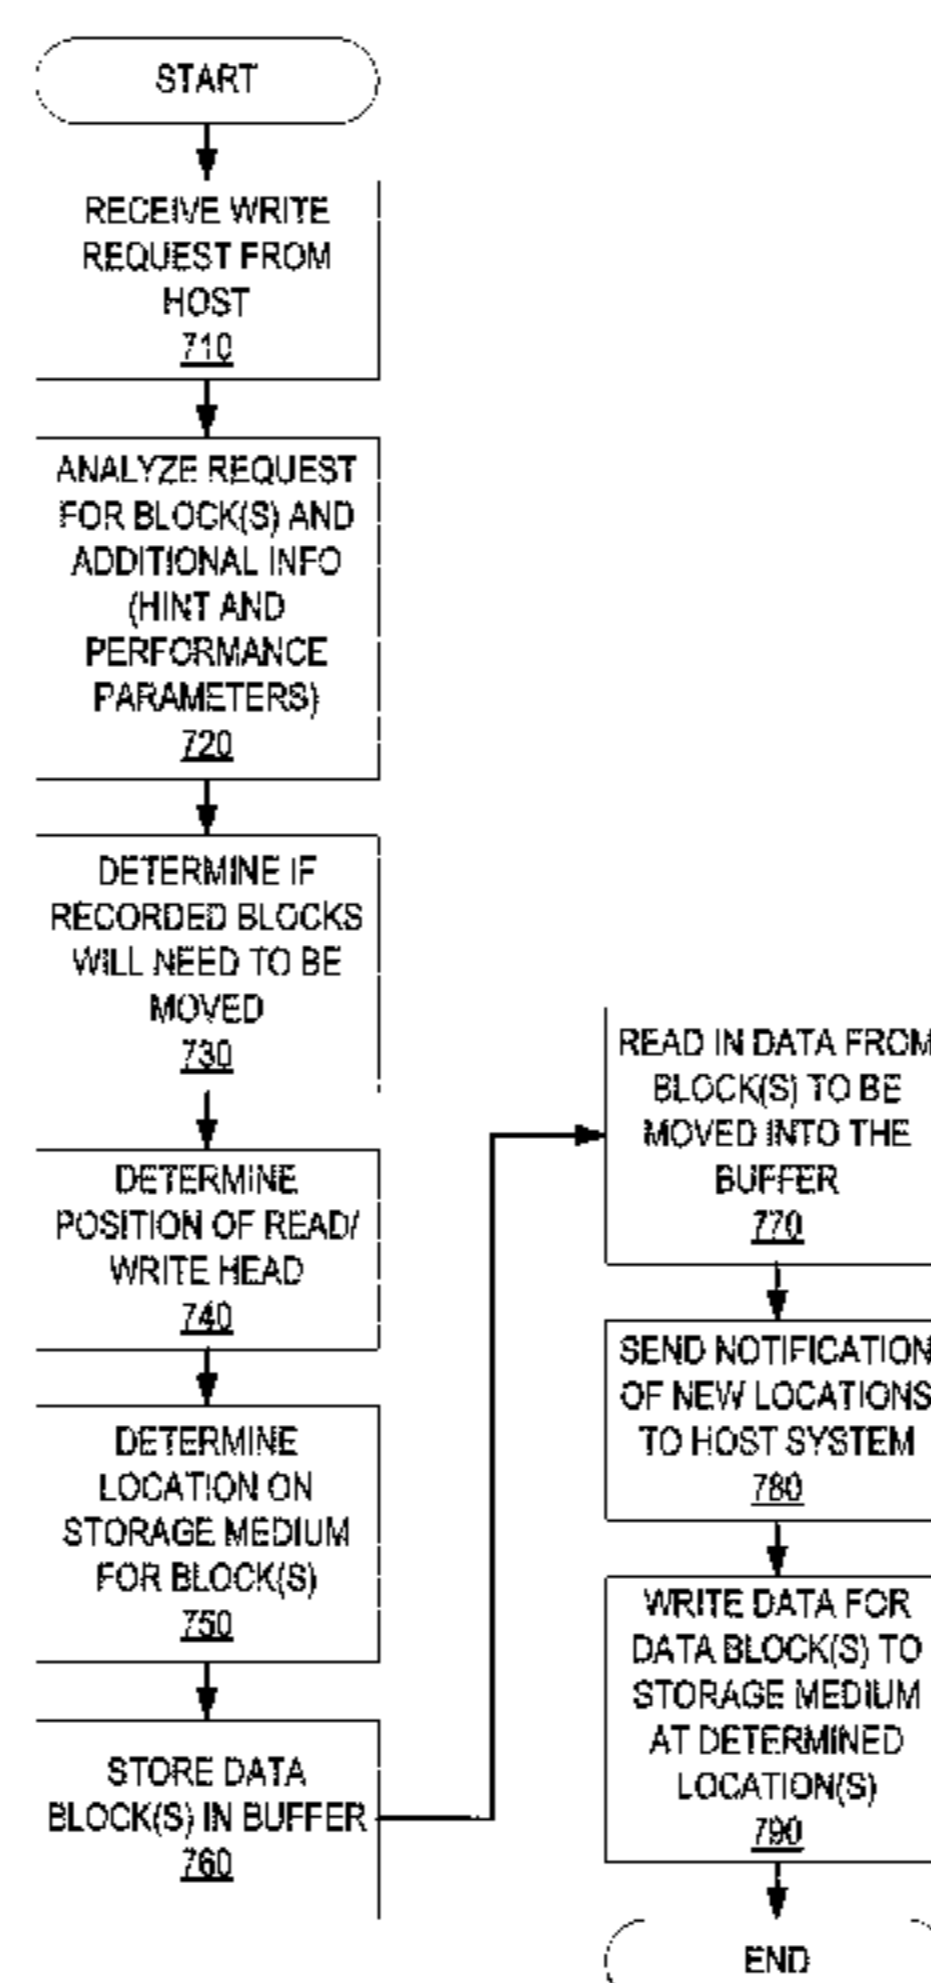 START
RECEIVE WRITE
REQUEST FROM
HOST
710
ANALYZE REQUEST
FOR BLOCK(S) AND
ADDITIONAL INFO
(HINT AND
PERFORMANCE
PARAMETERS)
720
DETERMINE IF
RECORDED BLOCKS
WILL NEED TO BE
MOVED
730
DETERMINE
POSITION OF READ/
WRITE HEAD
740
DETERMINE
LOCATION ON
STORAGE MEDIUM
FOR BLOCK(S)
750
STORE DATA
BLOCK(S) IN BUFFER
760
READ IN DATA FROM
BLOCK(S) TO BE
MOVED INTO THE
BUFFER
770
SEND NOTIFICATION
OF NEW LOCATIONS
TO HOST SYSTEM
780
WRITE DATA FOR
DATA BLOCK(S) TO
STORAGE MEDIUM
AT DETERMINED
LOCATION(S)
790
END